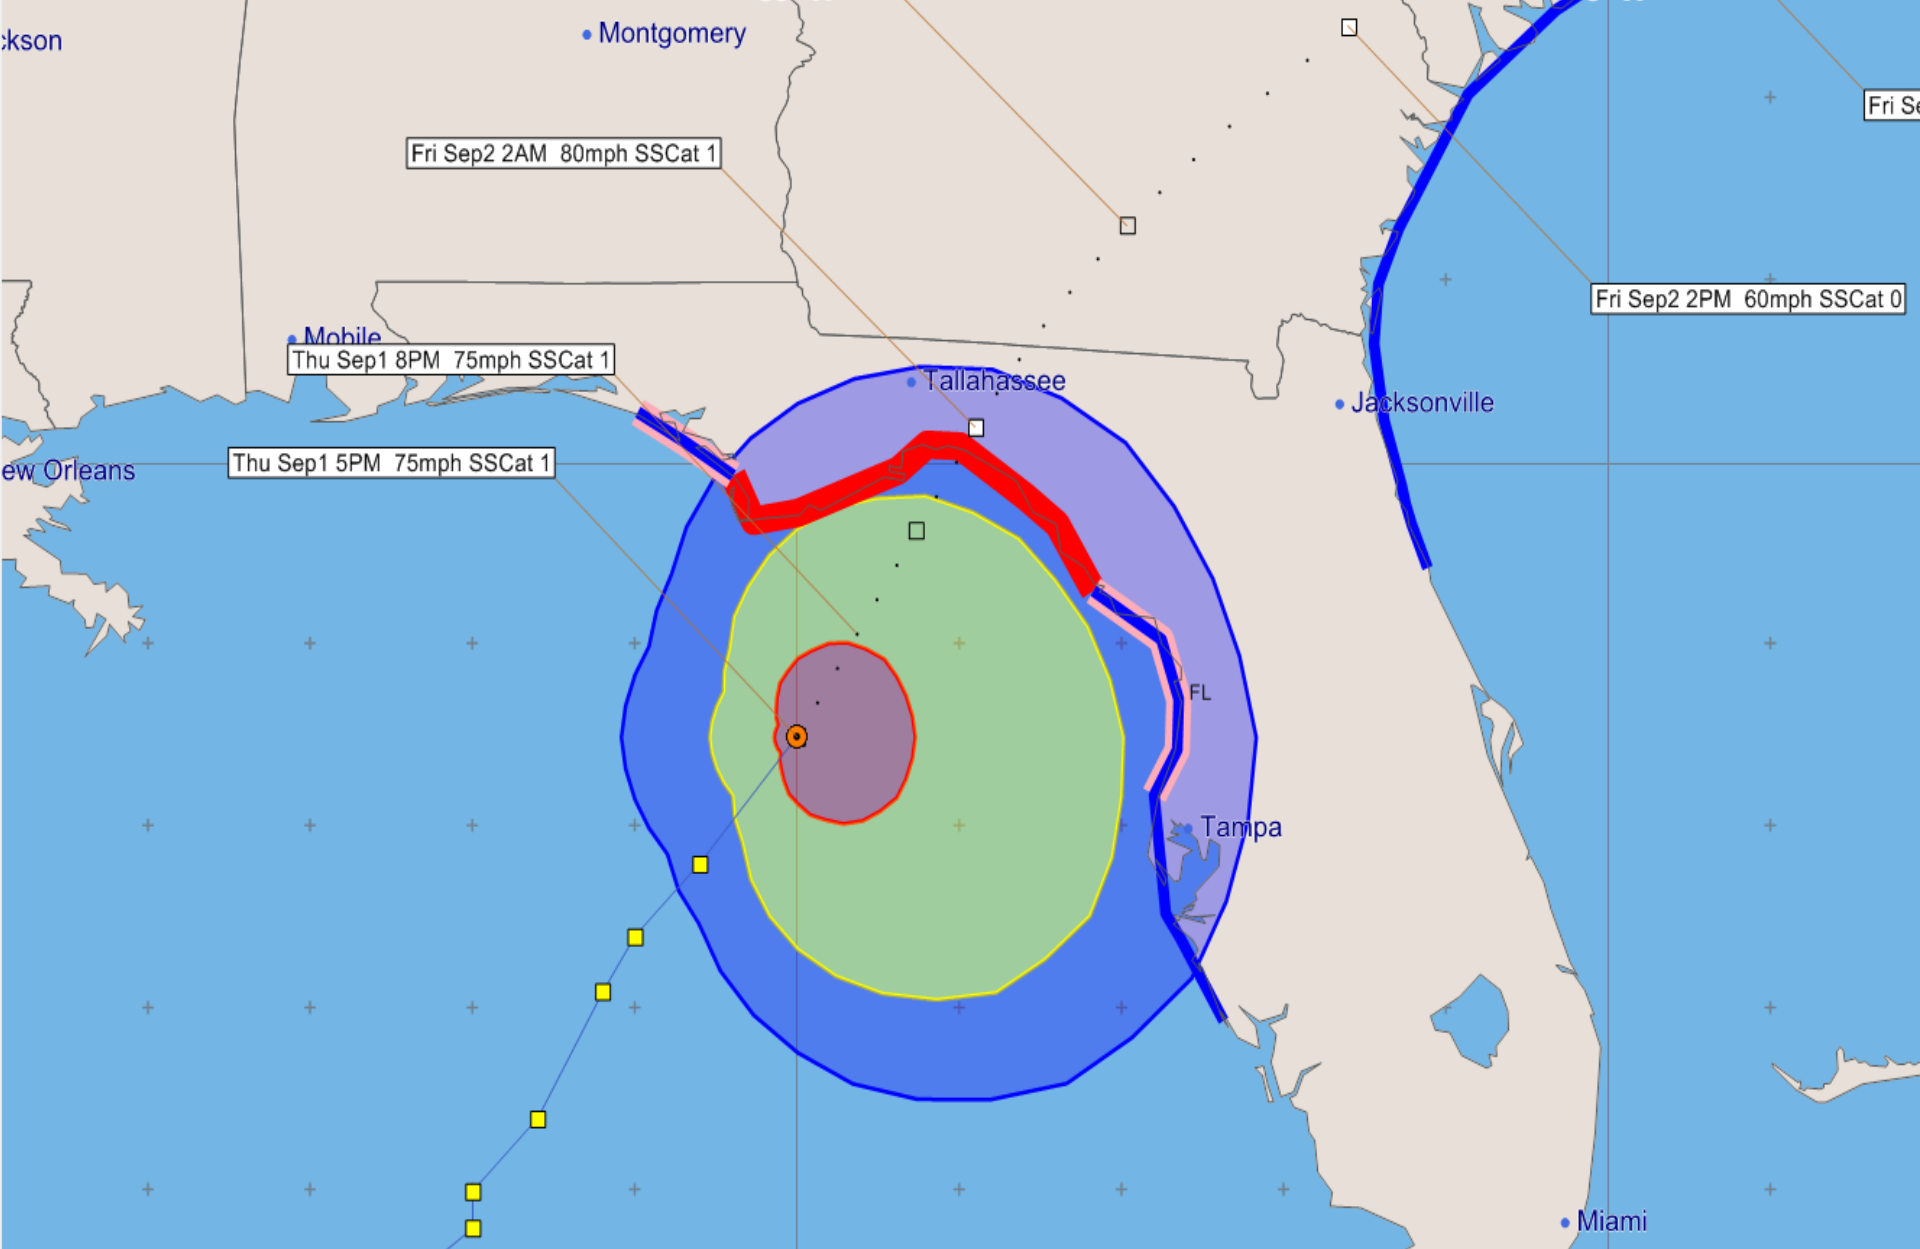 Montgomery
ckson
Fri Se
Fri Sep2 2AM 80mph SSCat 1
Fri Sep2 2PM 60mph SSCat 0
Mobile
Thu Sep1 8PM 75mph SSCat 1
Tallahassee
Jacksonville
Thu Sep1 5PM 75mph SSCat 1
ew Orleans
FL
Tampa
Miami